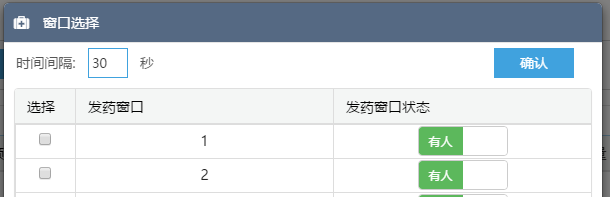 窗口选择
时间间隔: 30 秒 确认
选择 发药窗口 发药窗口状态
1 有人
2 有人